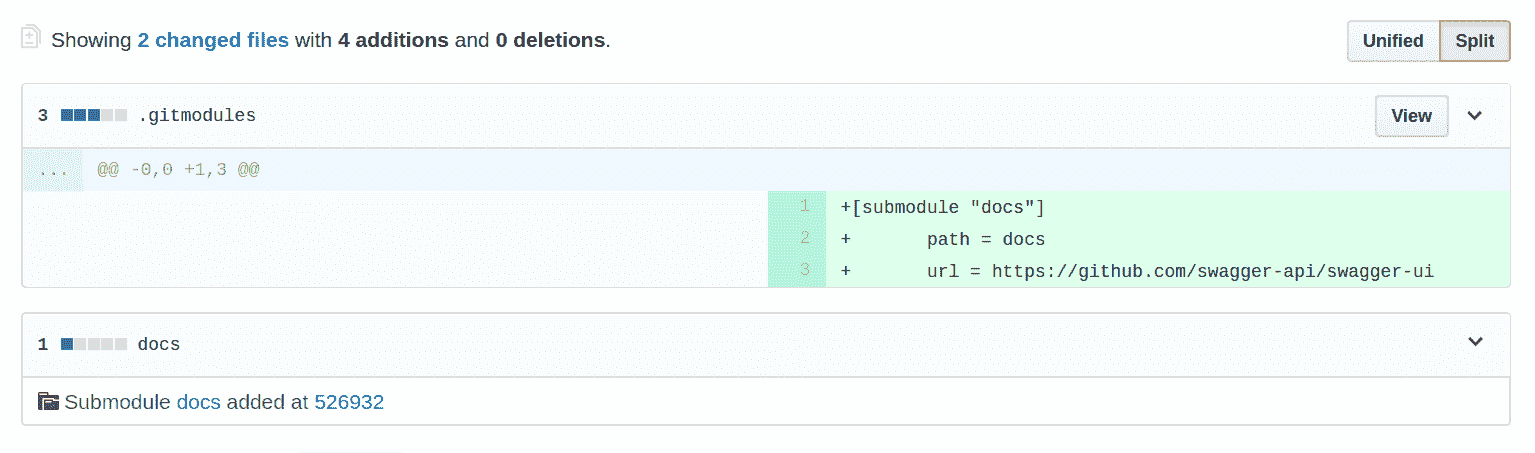 Showing 2 changed files with 4 additions and 0 deletions.
Unified Split
3 .gitmodules
View
... @@ -0,0 +1,3 @@
1 +[submodule "docs"]
2 + path = docs
3 + url = https://github.com/swagger-api/swagger-ui
1 docs
Submodule docs added at 526932